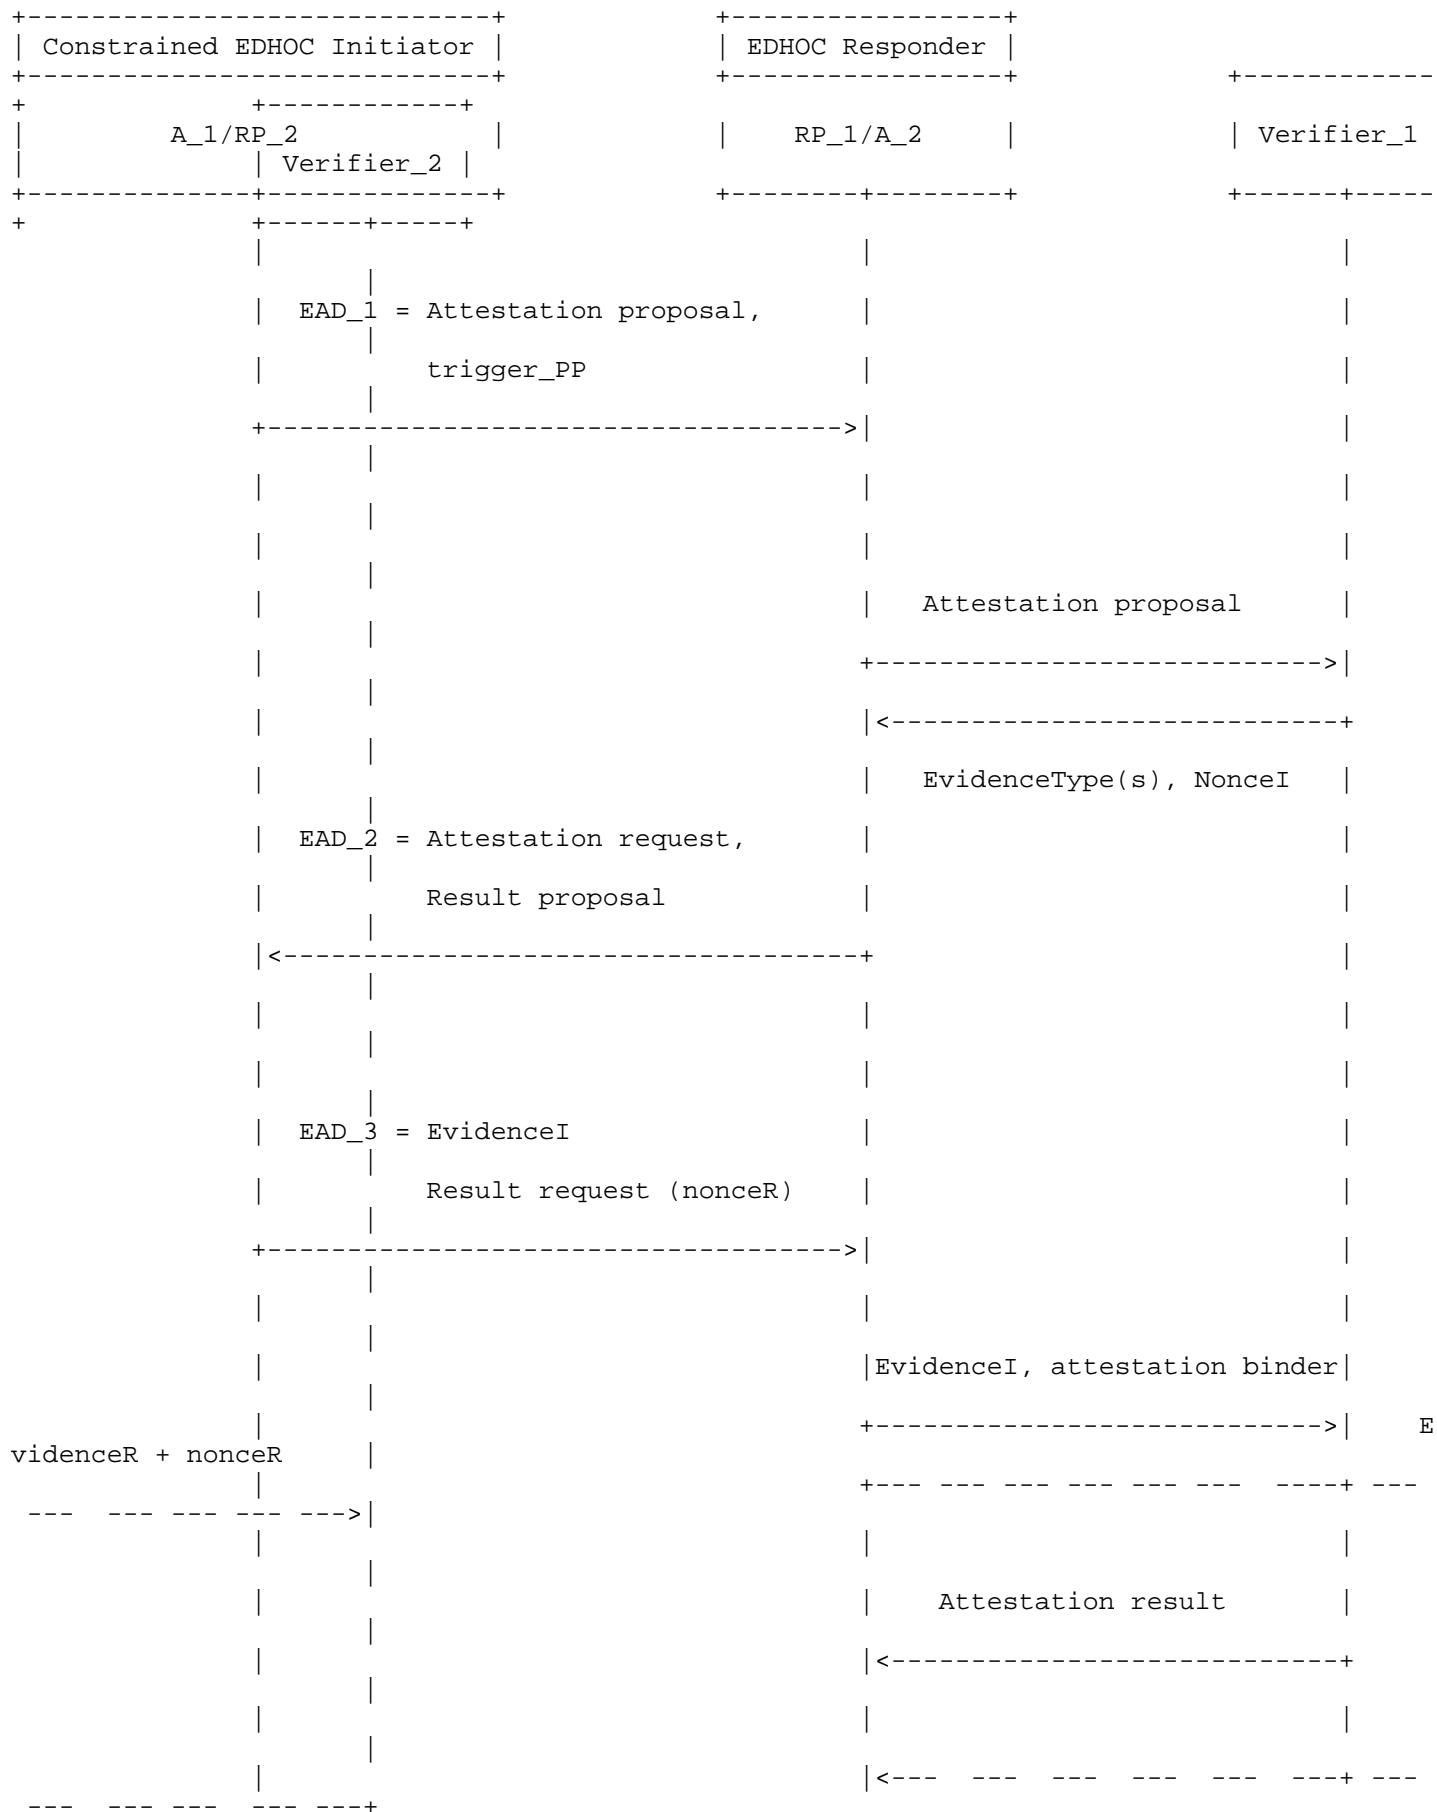 +-----------------------------+             +-----------------+
| Constrained EDHOC Initiator |             | EDHOC Responder |
+-----------------------------+             +-----------------+             +------------
+              +------------+
|         A_1/RP_2            |             |    RP_1/A_2     |             | Verifier_1
|              | Verifier_2 |
+--------------+--------------+             +--------+--------+             +------+-----
+              +------+-----+
               |                                     |                             |
                      |
               |  EAD_1 = Attestation proposal,      |                             |
                      |
               |          trigger_PP                 |                             |
                      |
               +------------------------------------>|                             |
                      |
               |                                     |                             |
                      |
               |                                     |                             |
                      |
               |                                     |   Attestation proposal      |
                      |
               |                                     +---------------------------->|
                      |
               |                                     |<----------------------------+
                      |
               |                                     |   EvidenceType(s), NonceI   |
                      |
               |  EAD_2 = Attestation request,       |                             |
                      |
               |          Result proposal            |                             |
                      |
               |<------------------------------------+                             |
                      |
               |                                     |                             |
                      |
               |                                     |                             |
                      |
               |  EAD_3 = EvidenceI                  |                             |
                      |
               |          Result request (nonceR)    |                             |
                      |
               +------------------------------------>|                             |
                      |
               |                                     |                             |
                      |
               |                                     |EvidenceI, attestation binder|
                      |
               |                                     +---------------------------->|    E
videnceR + nonceR     |
               |                                     +--- --- --- --- --- ---  ----+ ---
 ---  --- --- --- --->|
               |                                     |                             |
                      |
               |                                     |    Attestation result       |
                      |
               |                                     |<----------------------------+
                      |
               |                                     |                             |
                      |
               |                                     |<---  ---  ---  ---  ---  ---+ ---
 ---  --- ---  --- ---+